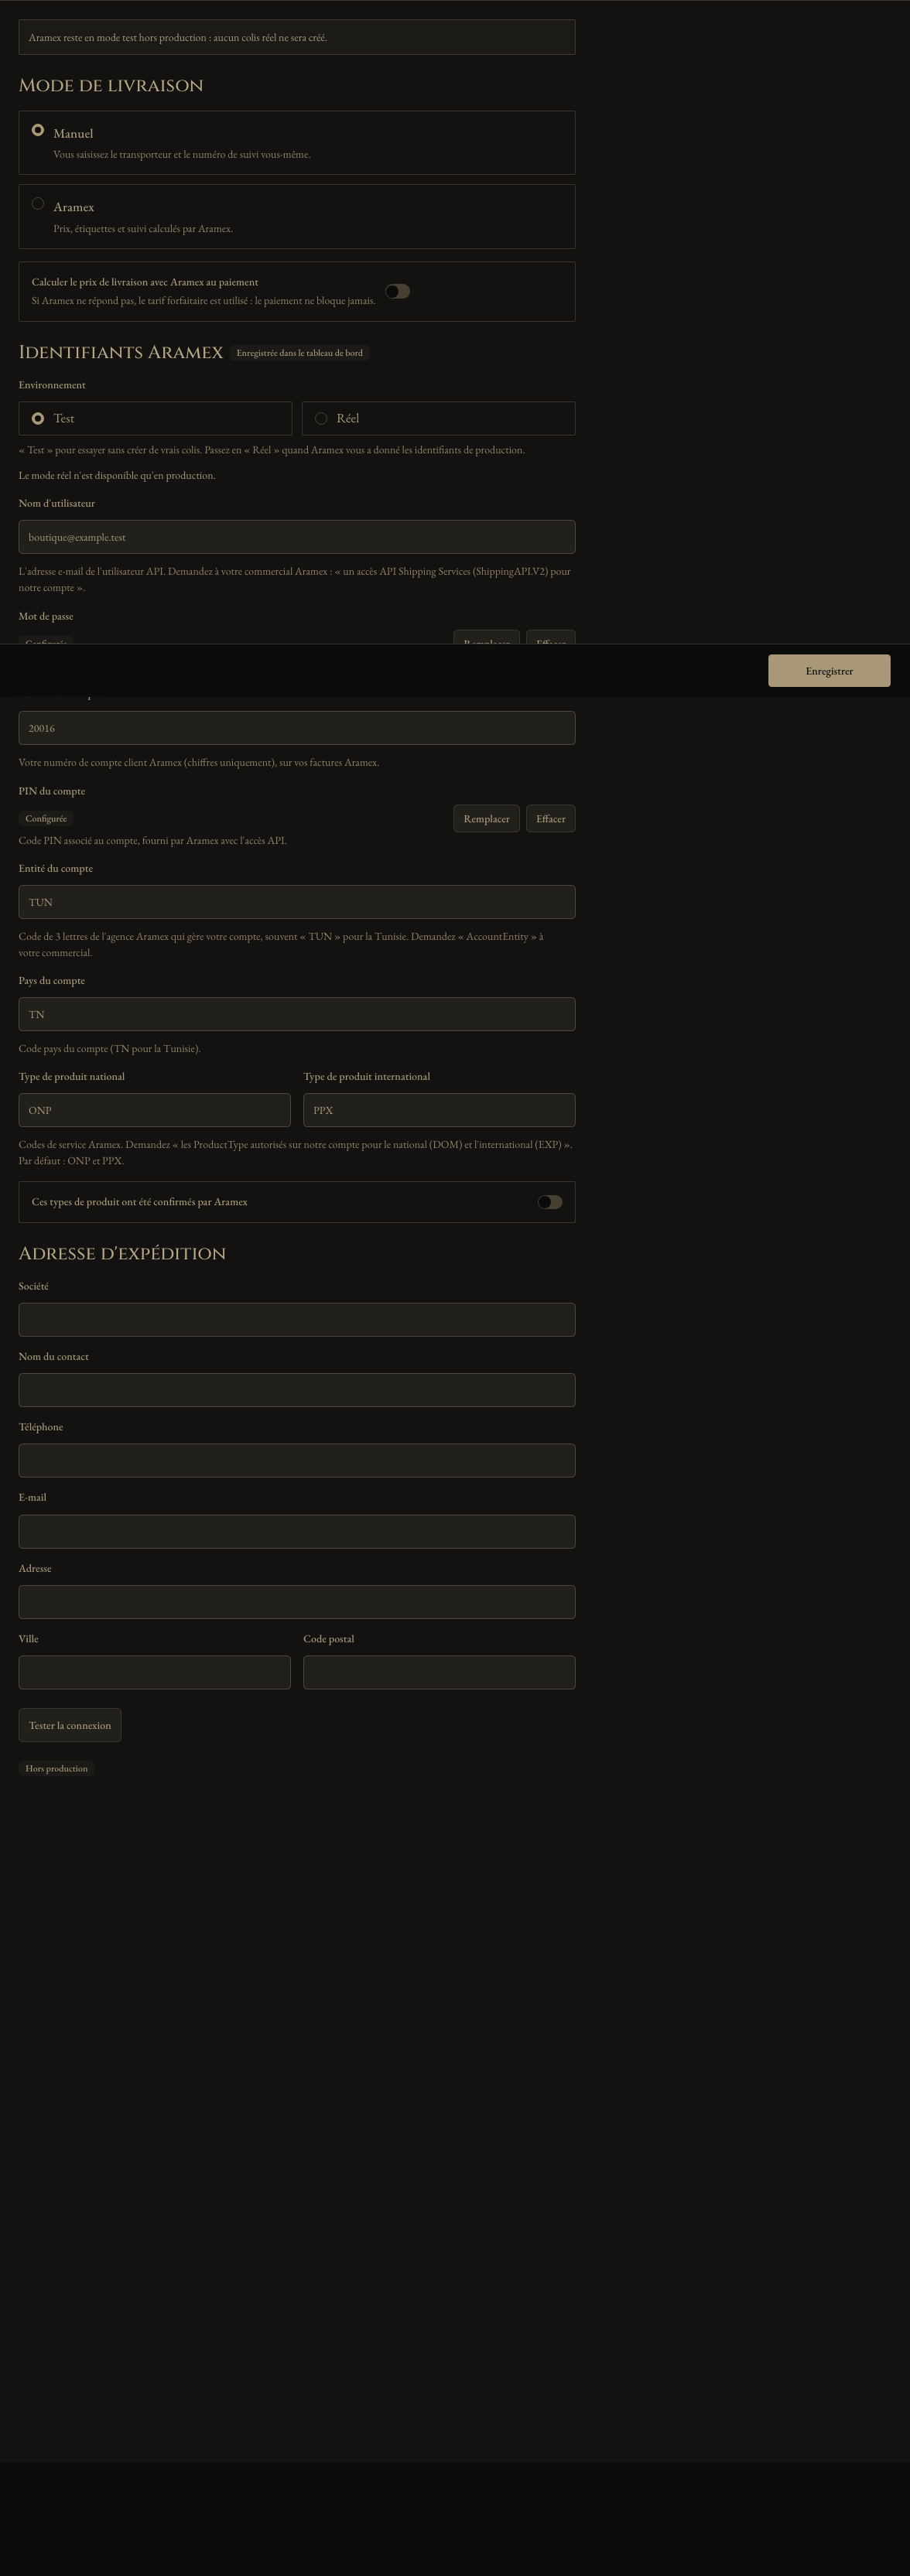 Aramex reste en mode test hors production : aucun colis réel ne sera créé.
Mode de livraison
Manuel
Vous saisissez le transporteur et le numéro de suivi vous-même.
Aramex
Prix, étiquettes et suivi calculés par Aramex.
Calculer le prix de livraison avec Aramex au paiement
Si Aramex ne répond pas, le tarif forfaitaire est utilisé : le paiement ne bloque jamais.
Identifiants Aramex Enregistrée dans le tableau de bord
Environnement
Test Réel
« Test » pour essayer sans créer de vrais colis. Passez en « Réel » quand Aramex vous a donné les identifiants de production.
Le mode réel n'est disponible qu'en production.
Nom d'utilisateur
boutique@example.test
L'adresse e-mail de l'utilisateur API. Demandez à votre commercial Aramex : « un accès API Shipping Services (ShippingAPI.V2) pour
notre compte ».
Mot de passe
Configurée Remplacer Effacer
Enregistrer
20016
Votre numéro de compte client Aramex (chiffres uniquement), sur vos factures Aramex.
PIN du compte
Configurée Remplacer Effacer
Code PIN associé au compte, fourni par Aramex avec l'accès API.
Entité du compte
TUN
Code de 3 lettres de l'agence Aramex qui gère votre compte, souvent « TUN » pour la Tunisie. Demandez « AccountEntity » à
votre commercial.
Pays du compte
TN
Code pays du compte (TN pour la Tunisie).
Type de produit national Type de produit international
ONP PPX
Codes de service Aramex. Demandez « les ProductType autorisés sur notre compte pour le national (DOM) et l'international (EXP) ».
Par défaut : ONP et PPX.
Ces types de produit ont été confirmés par Aramex
Adresse d'expédition
Société
Nom du contact
Téléphone
E-mail
Adresse
Ville Code postal
Tester la connexion
Hors production